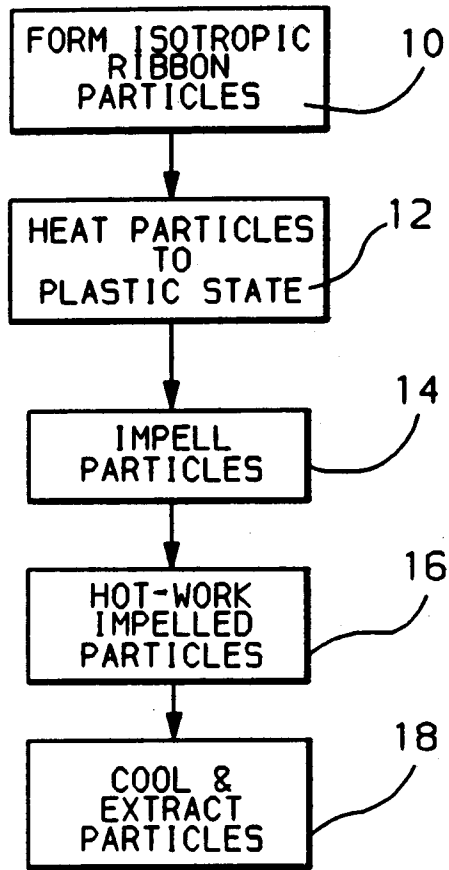 FORM ISOTROPIC
RIBBON
PARTICLES
10
HEAT PARTICLES
TO
PLASTIC STATE
12
IMPELL
PARTICLES
14
HOT-WORK
IMPELLED
PARTICLES
16
COOL &
EXTRACT
PARTICLES
18